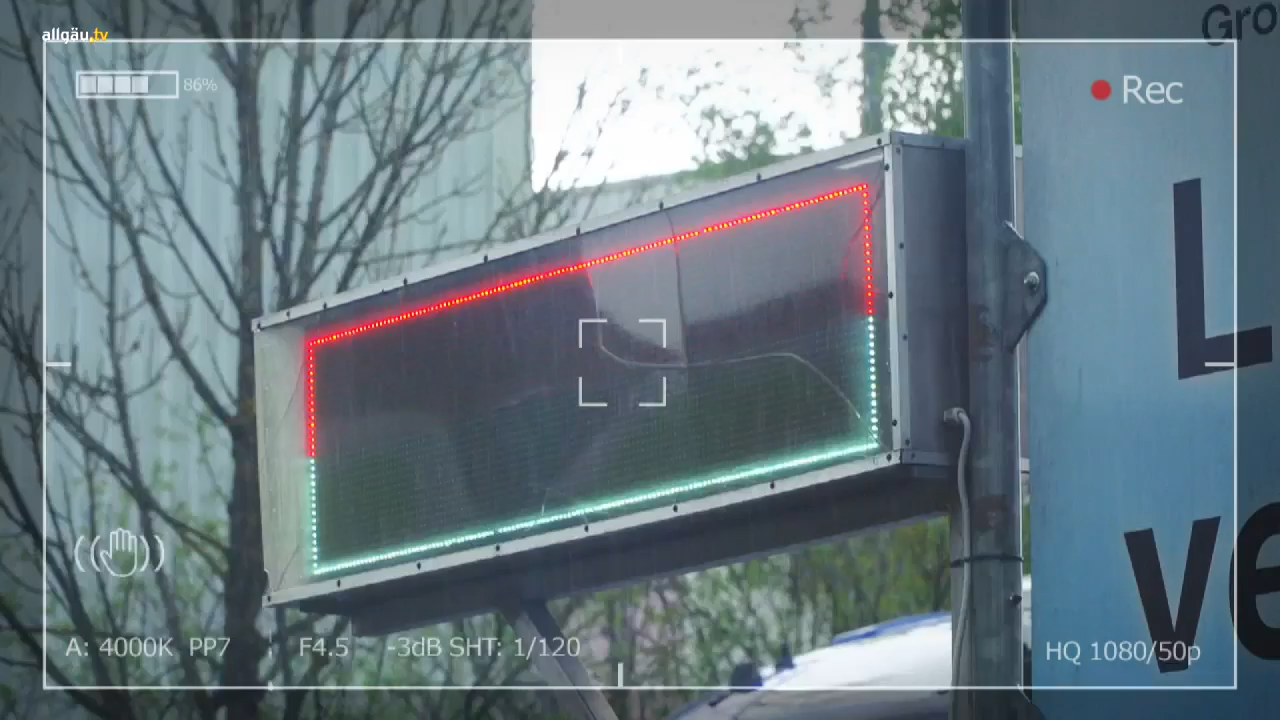 allgäu.tv
86%
Rec
Gro
L
ve
A: 4000K PP7 F4.5 -3dB SHT: 1/120
HQ 1080/50p